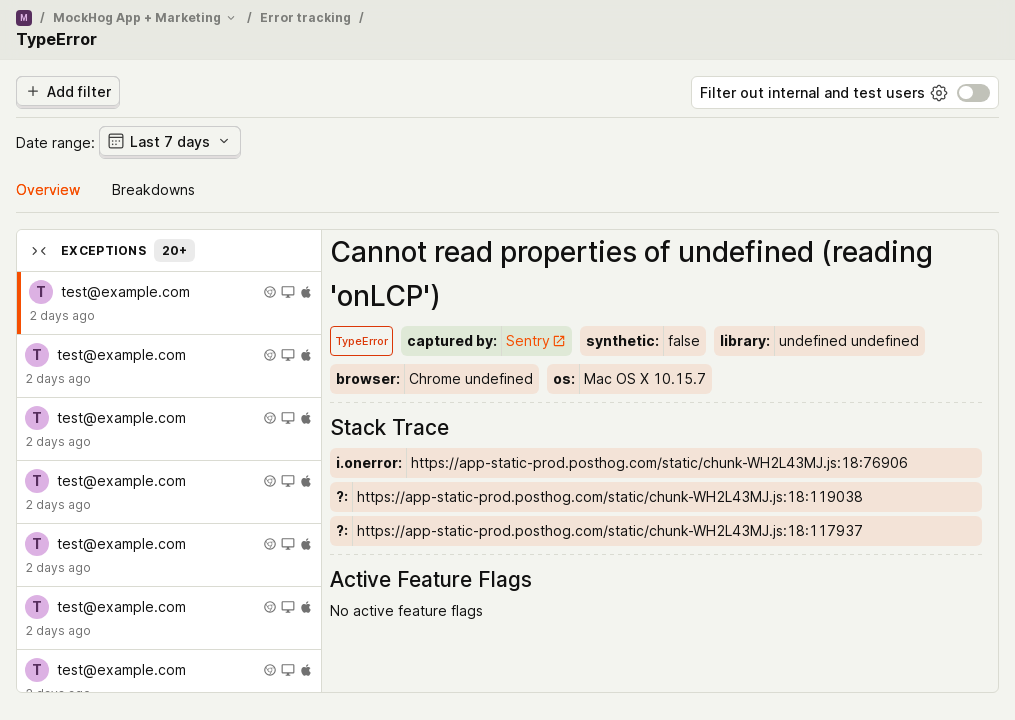 M / MockHog App + Marketing / Error tracking /
TypeError
Add filter
Filter out internal and test users
Date range: Last 7 days
Overview Breakdowns
EXCEPTIONS 20+
T test@example.com
2 days ago
T test@example.com
2 days ago
T test@example.com
2 days ago
T test@example.com
2 days ago
T test@example.com
2 days ago
T test@example.com
2 days ago
T test@example.com
2 days ago
Cannot read properties of undefined (reading
'onLCP')
TypeError captured by: Sentry synthetic: false library: undefined undefined
browser: Chrome undefined os: Mac OS X 10.15.7
Stack Trace
i.onerror: https://app-static-prod.posthog.com/static/chunk-WH2L43MJ.js:18:76906
?: https://app-static-prod.posthog.com/static/chunk-WH2L43MJ.js:18:119038
?: https://app-static-prod.posthog.com/static/chunk-WH2L43MJ.js:18:117937
Active Feature Flags
No active feature flags